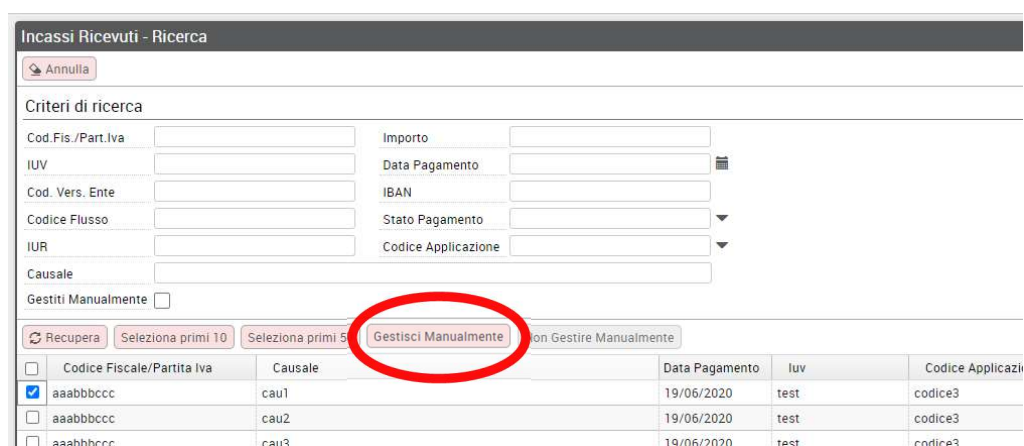 Incassi Ricevuti - Ricerca
Annulla
Criteri di ricerca
Cod.Fis./Part.Iva Importo
IUV Data Pagamento
Cod. Vers. Ente IBAN
Codice Flusso Stato Pagamento
IUR Codice Applicazione
Causale
Gestiti Manualmente
Recupera Seleziona primi 10 Seleziona primi Gestisci Manualmente Gestire Manualmente
Codice Fiscale/Partita Iva Causale Data Pagamento Iuv Codice
aaabbbccc cau1 19/06/2020 test codice3
aaabbbccc cau2 19/06/2020 test codice3
aaabbbccc cau3 19/06/2020 test codice3